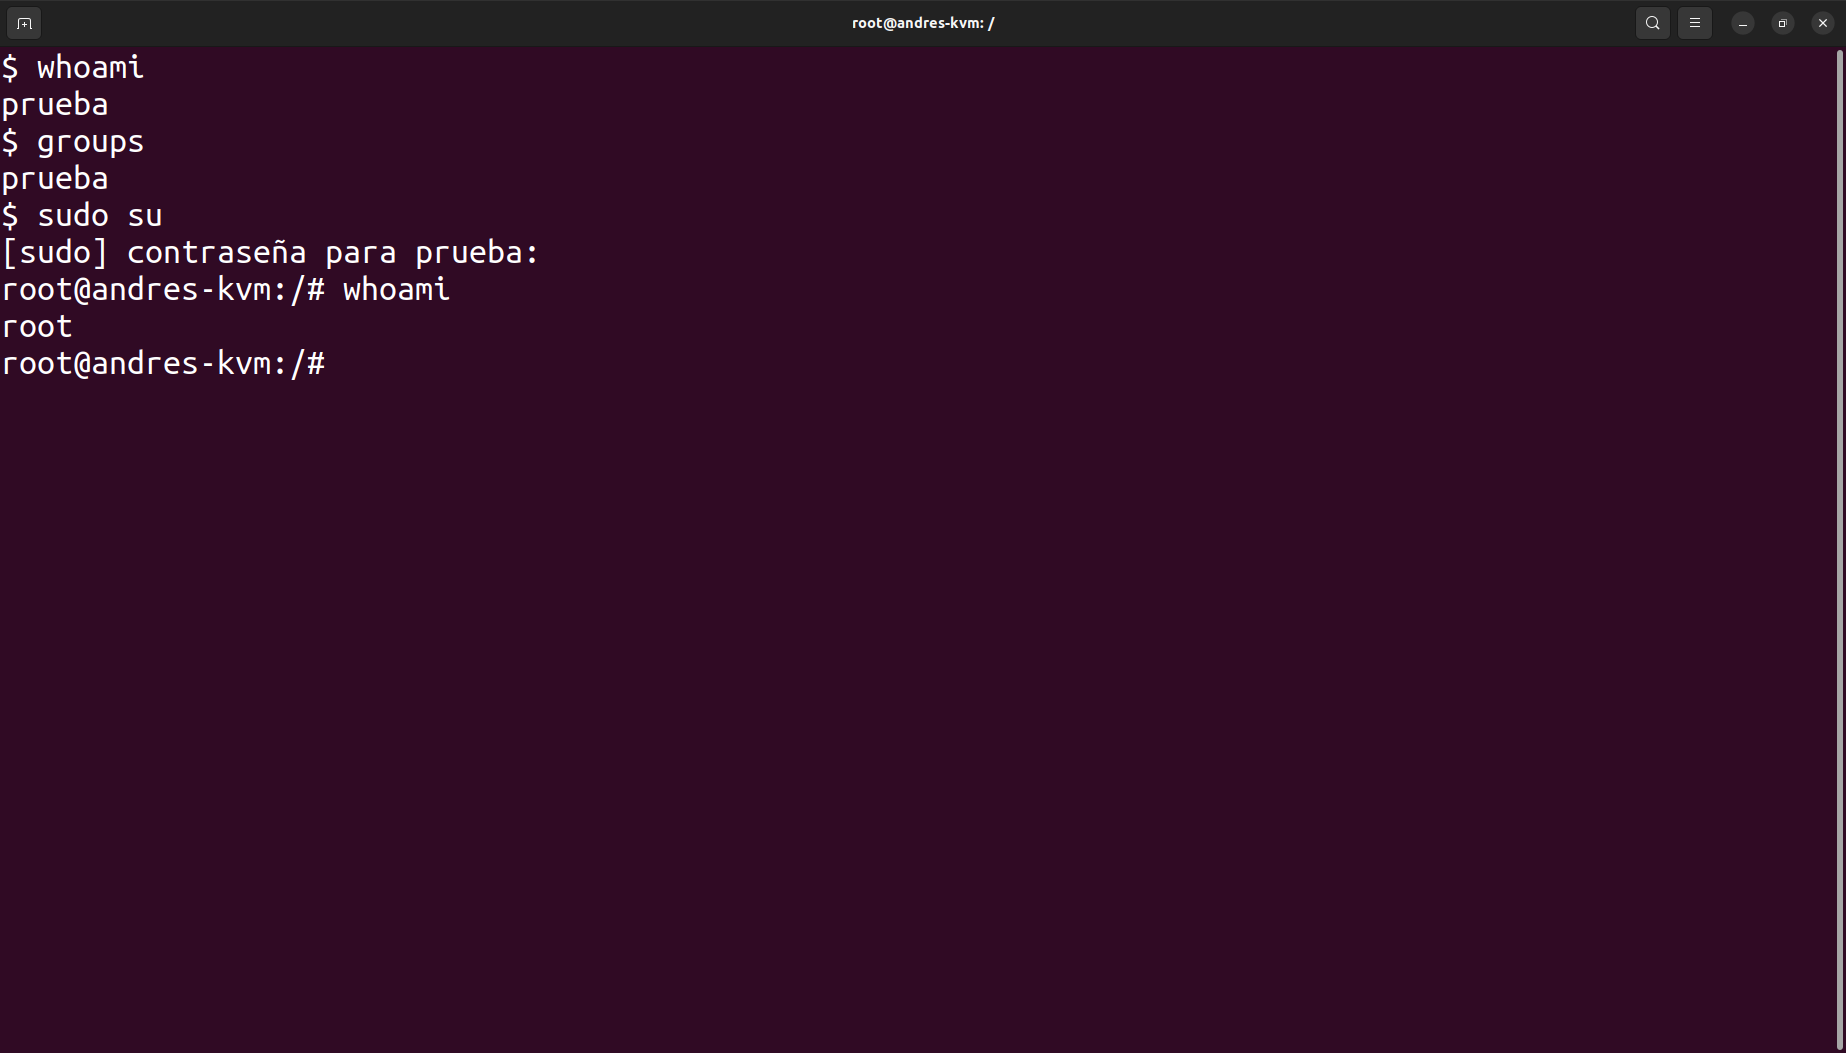 root@andres-kvm: /
$ whoami
prueba
$ groups
prueba
$ sudo su
[sudo] contraseña para prueba:
root@andres-kvm:/# whoami
root
root@andres-kvm:/#